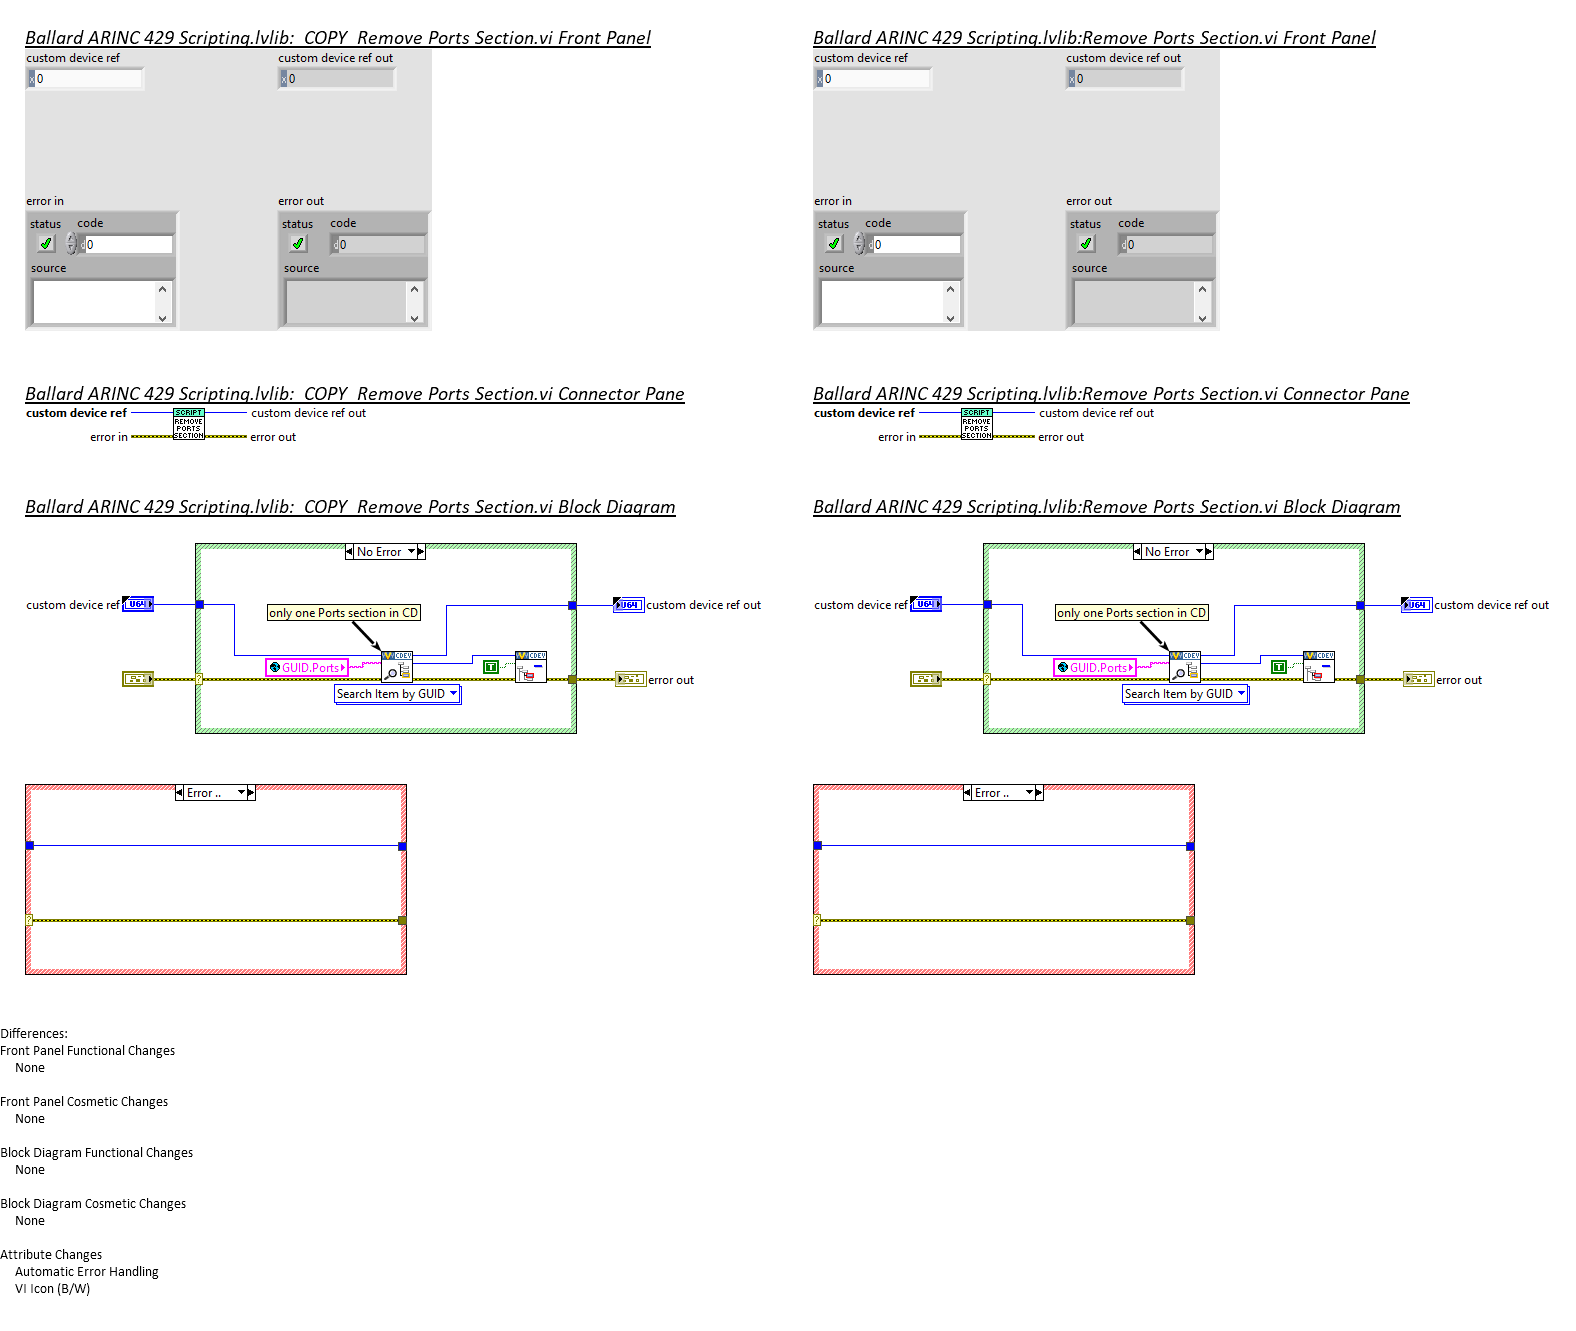 Ballard ARINC 429 Scripting.lvlib:_COPY_Remove Ports Section.vi Front Panel
custom device ref
custom device ref out
x 0
x 0
error in
error out
status
code
status
code
d 0
d 0
source
source
Ballard ARINC 429 Scripting.lvlib:Remove Ports Section.vi Front Panel
custom device ref
custom device ref out
x 0
x 0
error in
error out
status
code
status
code
d 0
d 0
source
source
Ballard ARINC 429 Scripting.lvlib:_COPY_Remove Ports Section.vi Connector Pane
custom device ref
SCRIPT
REMOVE
PORTS
SECTION
custom device ref out
error in
error out
Ballard ARINC 429 Scripting.lvlib:Remove Ports Section.vi Connector Pane
custom device ref
SCRIPT
REMOVE
PORTS
SECTION
custom device ref out
error in
error out
Ballard ARINC 429 Scripting.lvlib:_COPY_Remove Ports Section.vi Block Diagram
No Error
custom device ref
U64
only one Ports section in CD
U64
custom device ref out
GUID.Ports
CDEV
T
CDEV
?
error out
Search Item by GUID
Error ..
?
Ballard ARINC 429 Scripting.lvlib:Remove Ports Section.vi Block Diagram
No Error
custom device ref
U64
only one Ports section in CD
U64
custom device ref out
GUID.Ports
CDEV
T
CDEV
?
error out
Search Item by GUID
Error ..
?
Differences:
Front Panel Functional Changes
None
Front Panel Cosmetic Changes
None
Block Diagram Functional Changes
None
Block Diagram Cosmetic Changes
None
Attribute Changes
Automatic Error Handling
VI Icon (B/W)